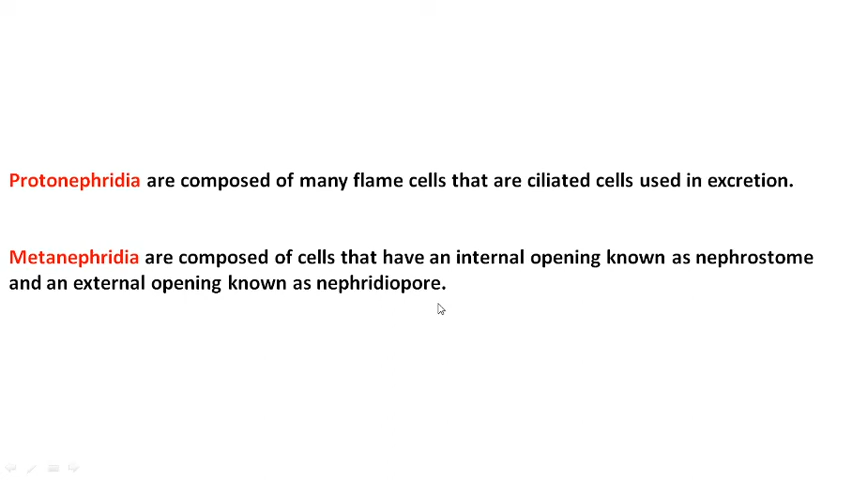 Protonephridia are composed of many flame cells that are ciliated cells used in excretion.
Metanephridia are composed of cells that have an internal opening known as nephrostome
and an external opening known as nephridiopore.